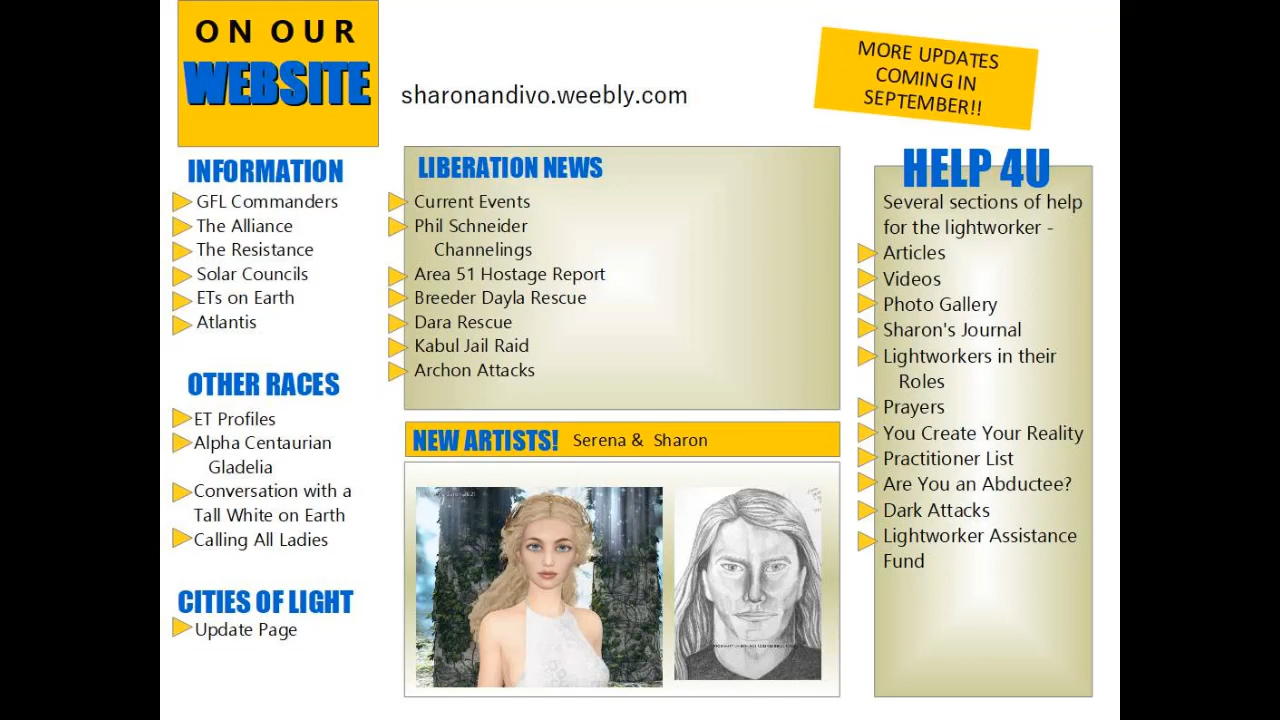 ON OUR
WEBSITE
sharonandivo.weebly.com
MORE UPDATES
COMING IN
SEPTEMBER!!
INFORMATION
GFL Commanders
The Alliance
The Resistance
Solar Councils
ETs on Earth
Atlantis
OTHER RACES
ET Profiles
Alpha Centaurian
Gladelia
Conversation with a
Tall White on Earth
Calling All Ladies
CITIES OF LIGHT
Update Page
LIBERATION NEWS
Current Events
Phil Schneider
Channelings
Area 51 Hostage Report
Breeder Dayla Rescue
Dara Rescue
Kabul Jail Raid
Archon Attacks
NEW ARTISTS! Serena & Sharon
HELP 4U
Several sections of help
for the lightworker -
Articles
Videos
Photo Gallery
Sharon's Journal
Lightworkers in their
Roles
Prayers
You Create Your Reality
Practitioner List
Are You an Abductee?
Dark Attacks
Lightworker Assistance
Fund